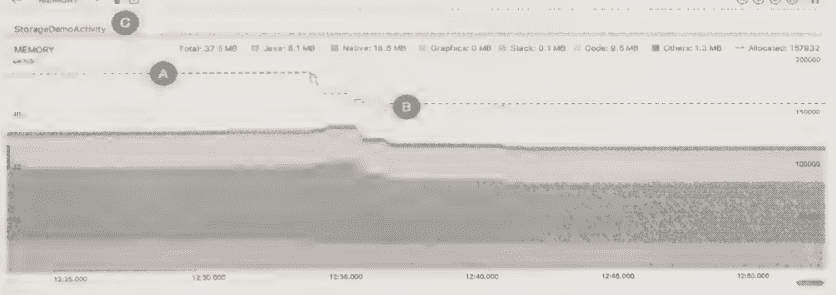 MEMORY
StorageDemoActivity C
MEMORY Total: 37.5 MB Java: 8.1 MB Native: 18.5 MB Graphics: 0 MB Stack: 0.1 MB Code: 9.5 MB Others: 1.3 MB Allocated: 157932
200000
A
B
150000
100000
12:25.000 12:30.000 12:35.000 12:40.000 12:45.000 12:50.000